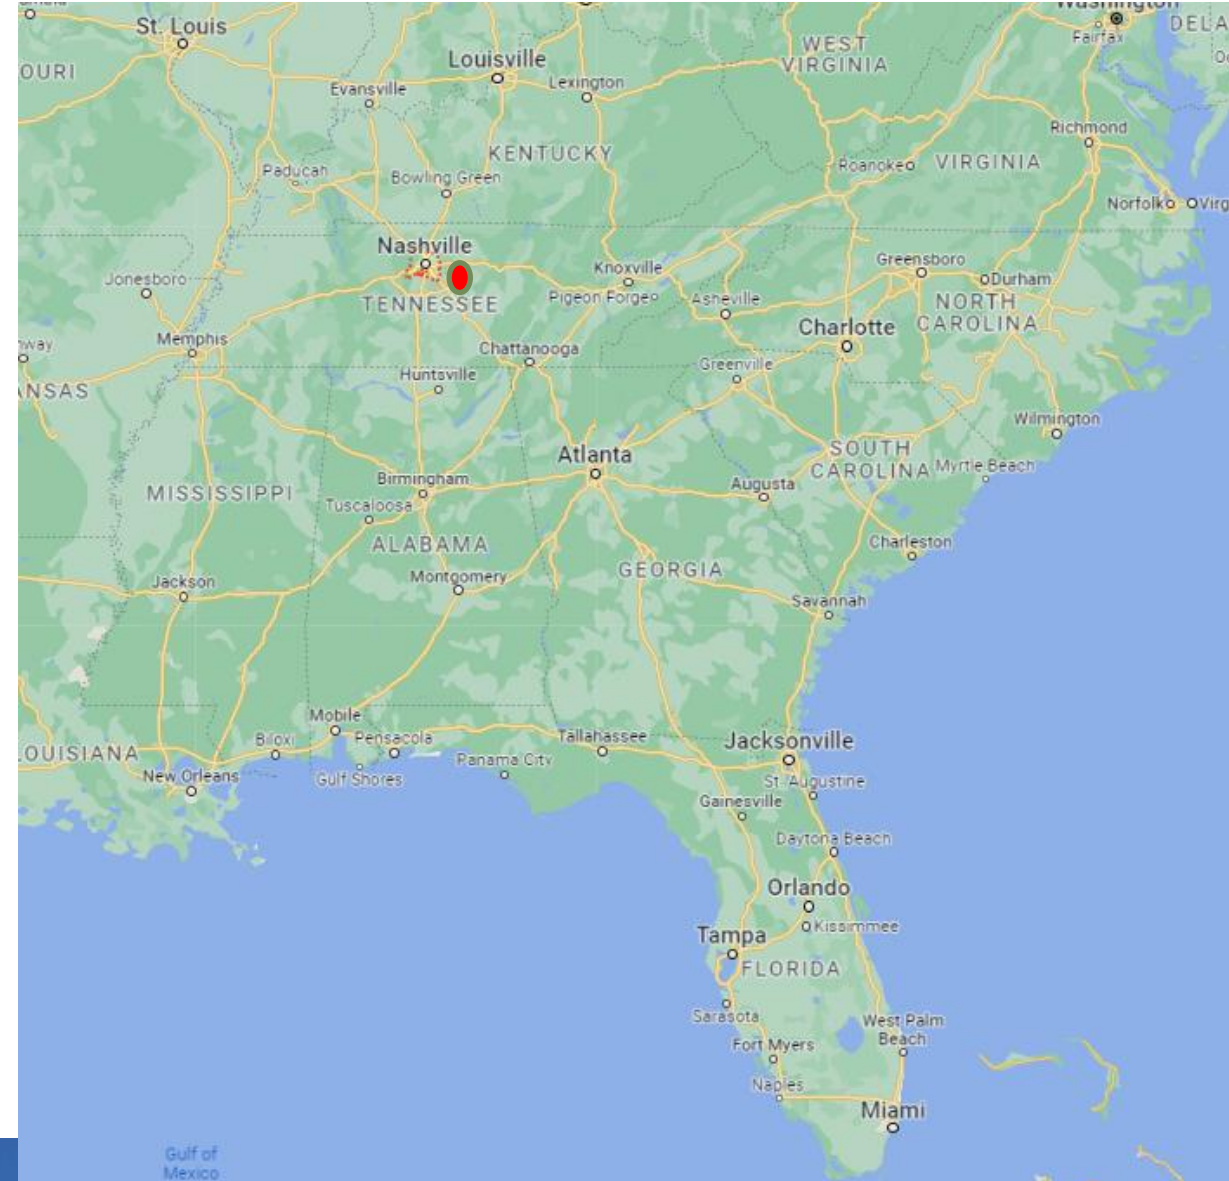 St. Louis
Louisville
WEST
VIRGINIA
Washington
Fairfax
DELA
OURI
Evansville
Lexington
Richmond
KENTUCKY
Paducah
Bowling Green
Roanoke
VIRGINIA
Norfolk
Virg
Nashville
Jonesboro
TENNESSEE
Knoxville
Pigeon Forge
Asheville
Greensboro
Durham
NORTH
CAROLINA
Charlotte
Memphis
Chattanooga
Huntsville
Greenville
ANSAS
Wilmington
Atlanta
SOUTH
CAROLINA
Myrtle Beach
Birmingham
Augusta
MISSISSIPPI
Tuscaloosa
ALABAMA
Charleston
Jackson
Montgomery
GEORGIA
Savannah
Mobile
Biloxi
Pensacola
Tallahassee
Jacksonville
LOUISIANA
Panama City
New Orleans
Gulf Shores
St. Augustine
Gainesville
Daytona Beach
Orlando
Kissimmee
Tampa
FLORIDA
Sarasota
West Palm
Beach
Fort Myers
Naples
Miami
Gulf of
Mexico